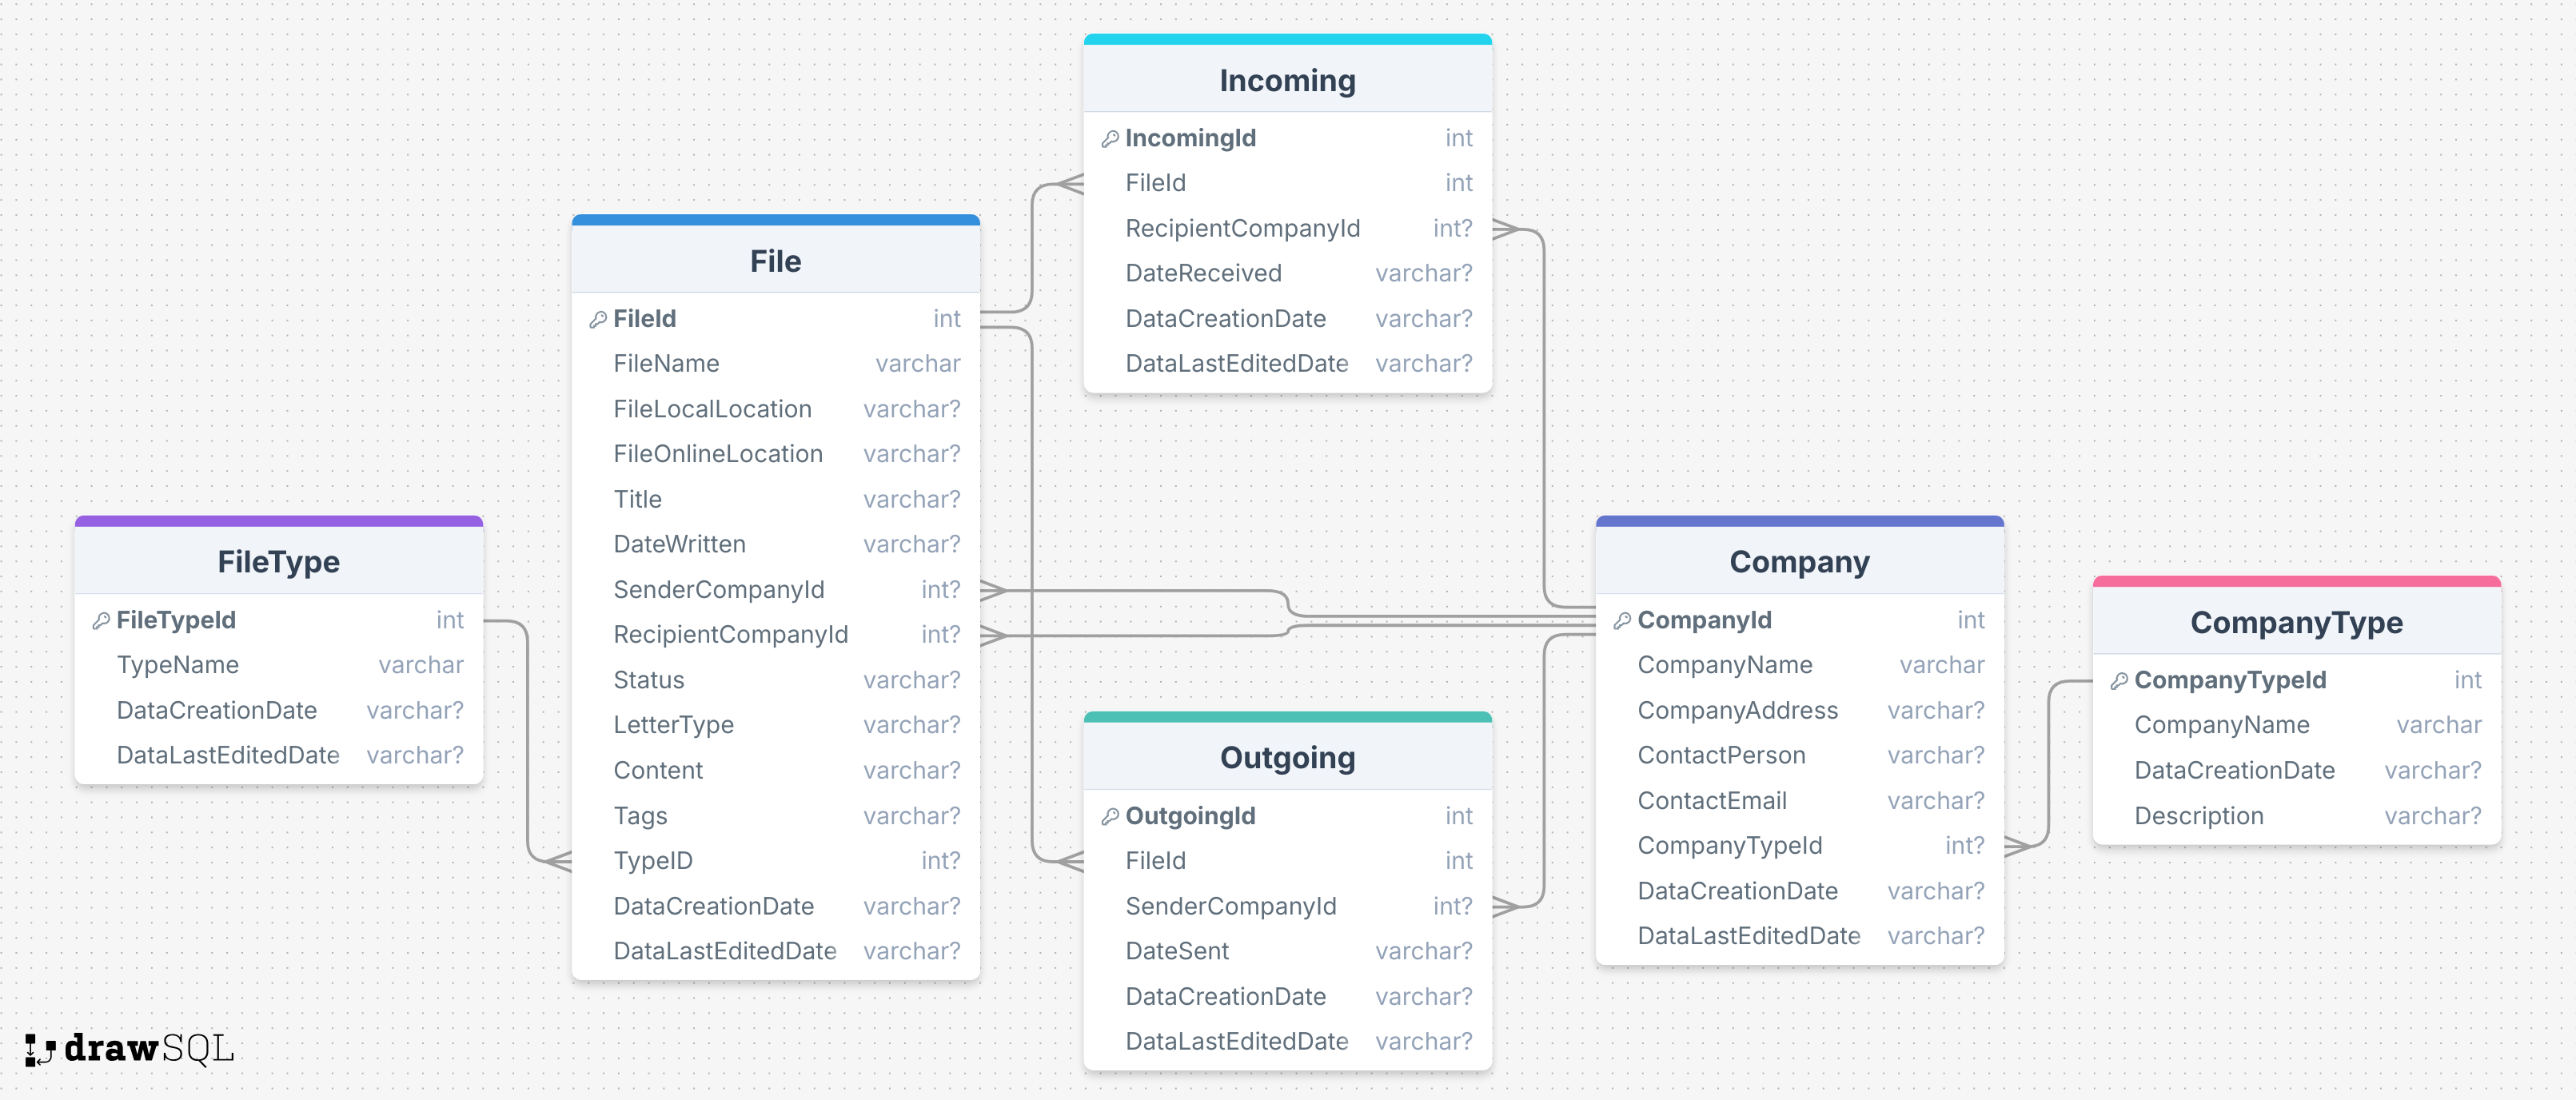 Incoming
IncomingId int
FileId int
RecipientCompanyId int?
DateReceived varchar?
DataCreationDate varchar?
DataLastEditedDate varchar?
File
FileId int
FileName varchar
FileLocalLocation varchar?
FileOnlineLocation varchar?
Title varchar?
DateWritten varchar?
SenderCompanyId int?
RecipientCompanyId int?
Status varchar?
LetterType varchar?
Content varchar?
Tags varchar?
TypeID int?
DataCreationDate varchar?
DataLastEditedDate varchar?
FileType
FileTypeId int
TypeName varchar
DataCreationDate varchar?
DataLastEditedDate varchar?
Outgoing
OutgoingId int
FileId int
SenderCompanyId int?
DateSent varchar?
DataCreationDate varchar?
DataLastEditedDate varchar?
Company
CompanyId int
CompanyName varchar
CompanyAddress varchar?
ContactPerson varchar?
ContactEmail varchar?
CompanyTypeId int?
DataCreationDate varchar?
DataLastEditedDate varchar?
CompanyType
CompanyTypeId int
CompanyName varchar
DataCreationDate varchar?
Description varchar?
drawSQL